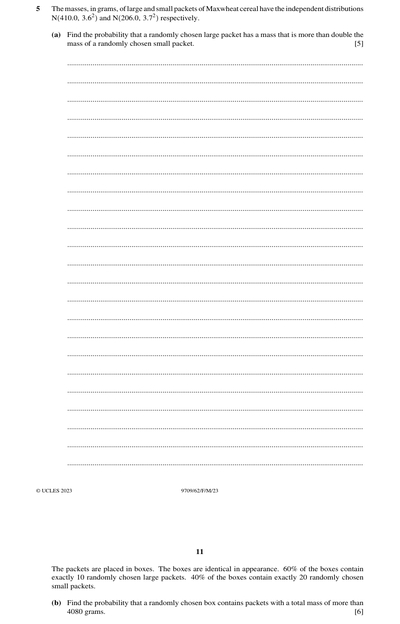 5 The masses, in grams, of large and small packets of Maxwheat cereal have the independent distributions
N(410.0, 3.6²) and N(206.0, 3.7²) respectively.
(a) Find the probability that a randomly chosen large packet has a mass that is more than double the
mass of a randomly chosen small packet. [5]
© UCLES 2023 9709/62/F/M/23
11
The packets are placed in boxes. The boxes are identical in appearance. 60% of the boxes contain
exactly 10 randomly chosen large packets. 40% of the boxes contain exactly 20 randomly chosen
small packets.
(b) Find the probability that a randomly chosen box contains packets with a total mass of more than
4080 grams. [6]